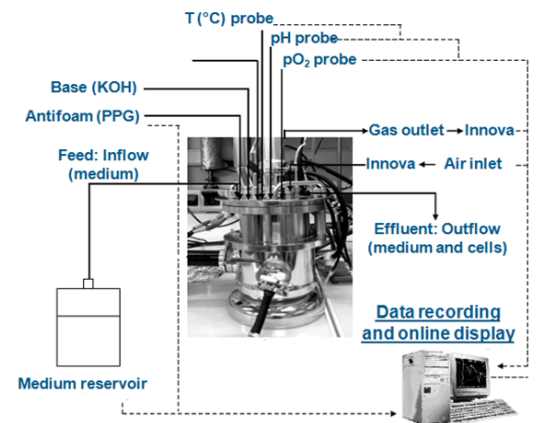 T (°C) probe
pH probe
pO₂ probe
Base (KOH)
Antifoam (PPG)
Gas outlet
Innova
Feed: Inflow
(medium)
Innova
Air inlet
Effluent: Outflow
(medium and cells)
Data recording
and online display
Medium reservoir